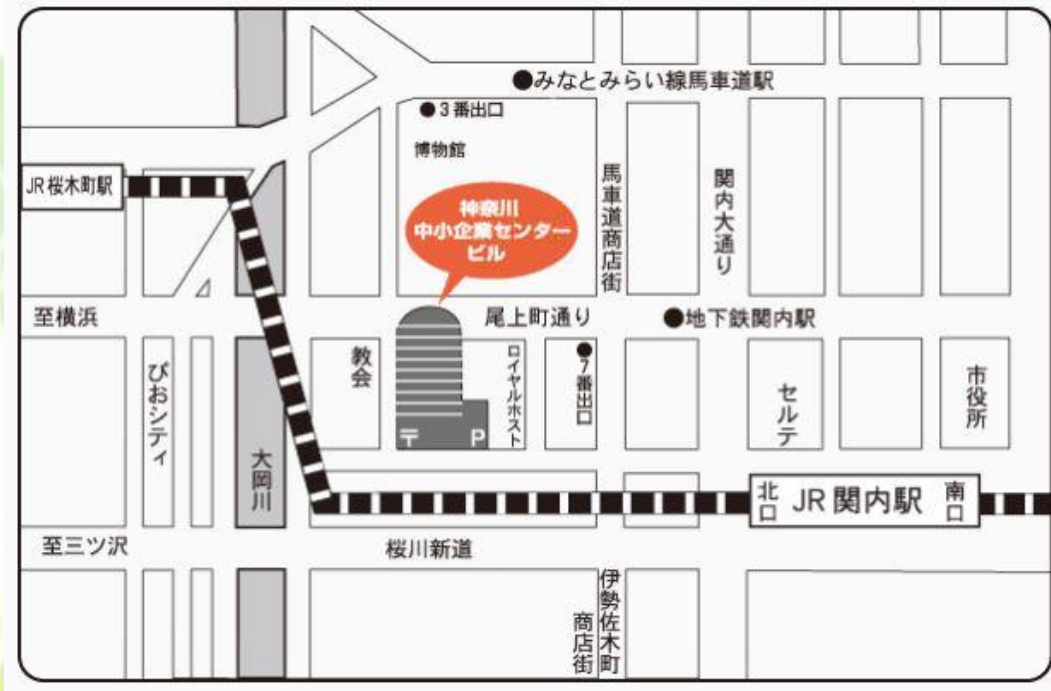 みなとみらい線馬車道駅
3番出口
博物館
JR桜木町駅
神奈川
中小企業センター
ビル
馬車道商店街
関内大通り
至横浜
尾上町通り
地下鉄関内駅
びおシティ
教会
ロイヤルホスト
7番出口
セルテ
市役所
〒
P
大岡川
北口
JR関内駅
南口
至三ツ沢
桜川新道
伊勢佐木町
商店街